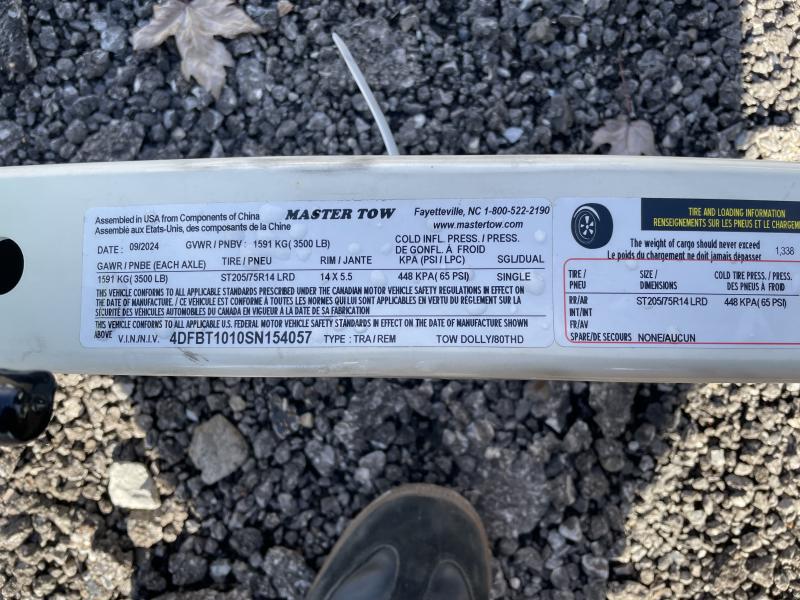 Assembled in USA from Components of China
Assemblé aux Etats-Unis, des composants de la Chine
MASTER TOW
Fayetteville, NC 1-800-522-2190
www.mastertow.com
DATE : 09/2024
GVWR / PNBV : 1591 KG( 3500 LB)
COLD INFL. PRESS. / PRESS.
DE GONFL. A FROID
GAWR / PNBE (EACH AXLE)
TIRE / PNEU
RIM / JANTE
KPA (PSI / LPC)
SGL/DUAL
1591 KG( 3500 LB)
ST205/75R14 LRD
14 X 5.5
448 KPA( 65 PSI)
SINGLE
THIS VEHICLE CONFORMS TO ALL APPLICABLE STANDARDS PRESCRIBED UNDER THE CANADIAN MOTOR VEHICLE SAFETY REGULATIONS IN EFFECT ON
THE DATE OF MANUFACTURE. / CE VÉHICULE EST CONFORME À TOUTES LES NORMES QUI LUI SONT APPLICABLES EN VERTU DU RÈGLEMENT SUR LA
SÉCURITÉ DES VÉHICULES AUTOMOBILES DU CANADA EN VIGUEUR À LA DATE DE SA FABRICATION
THIS VEHICLE CONFORMS TO ALL APPLICABLE U.S. FEDERAL MOTOR VEHICLE SAFETY STANDARDS IN EFFECT ON THE DATE OF MANUFACTURE SHOWN
ABOVE
V.I.N./N.I.V. 4DFBT1010SN154057
TYPE : TRA / REM
TOW DOLLY/80THD
TIRE AND LOADING INFORMATION
RENSEIGNEMENTS SUR LES PNEUS ET LE
The weight of cargo should never exceed
Le poids du chargement ne doit jamais dépasser
1,338
TIRE /
PNEU
SIZE /
DIMENSIONS
COLD TIRE PRESS. /
DES PNEUS À FROID
RR/AR
ST205/75R14 LRD
448 KPA( 65 PSI)
INT/INT
FR/AV
SPARE/DE SECOURS NONE/AUCUN